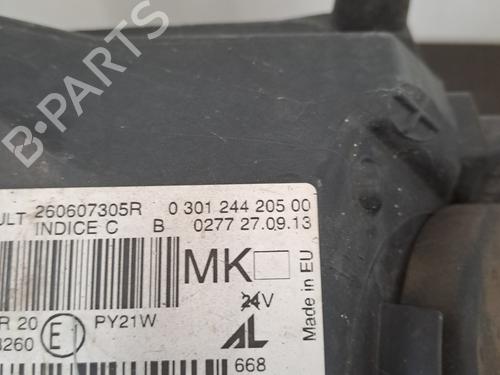 B-PARTS
ULT 260607305R 0 301 244 205 00
INDICE C B 0277 27.09.13
MK
24V
Made in EU
R 20 PY21W
3260 E1
AL
668